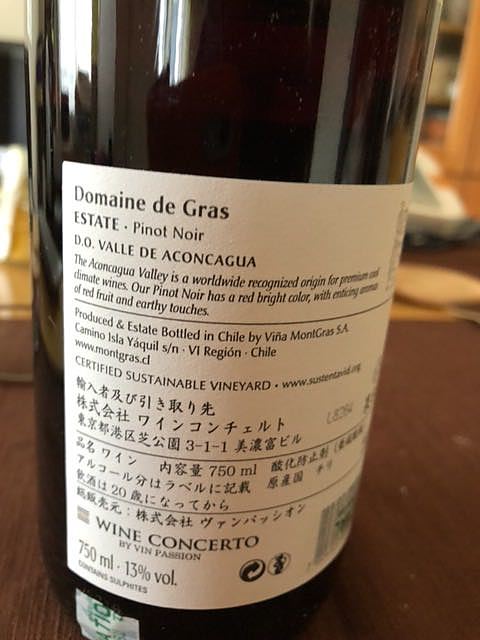 Domaine de Gras
ESTATE · Pinot Noir
D.O. VALLE DE ACONCAGUA
The Aconcagua Valley is a worldwide recognized origin for premium cool
climate wines. Our Pinot Noir has a red bright color, with enticing aromas
of red fruit and earthy touches.
Produced & Estate Bottled in Chile by Viña MontGras S.A.
Camino Isla Yáquil s/n · VI Región · Chile
www.montgras.cl
CERTIFIED SUSTAINABLE VINEYARD · www.sustentavid.org
輸入者及び引き取り先
株式会社 ワインコンチェルト
東京都港区芝公園 3-1-1 美濃富ビル
品名 ワイン 内容量 750 ml 酸化防止剤
アルコール分はラベルに記載 原産国 チリ
飲酒は 20 歳になってから
総販売元：株式会社 ヴァンパッシオン
WINE CONCERTO
BY VIN PASSION
750 ml · 13% vol.
CONTAINS SULPHITES